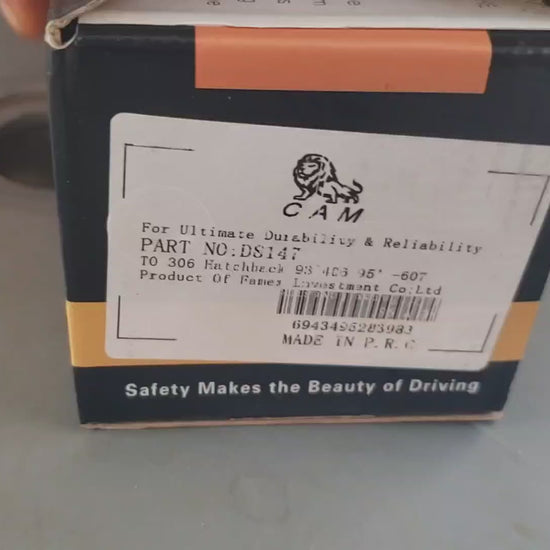 CAM
For Ultimate Durability & Reliability
PART NO:DS147
TO 306 Hatchback 93' 406 95' -607
Product Of Fames Investment Co;Ltd
6943495283983
MADE IN P.R.C
Safety Makes the Beauty of Driving